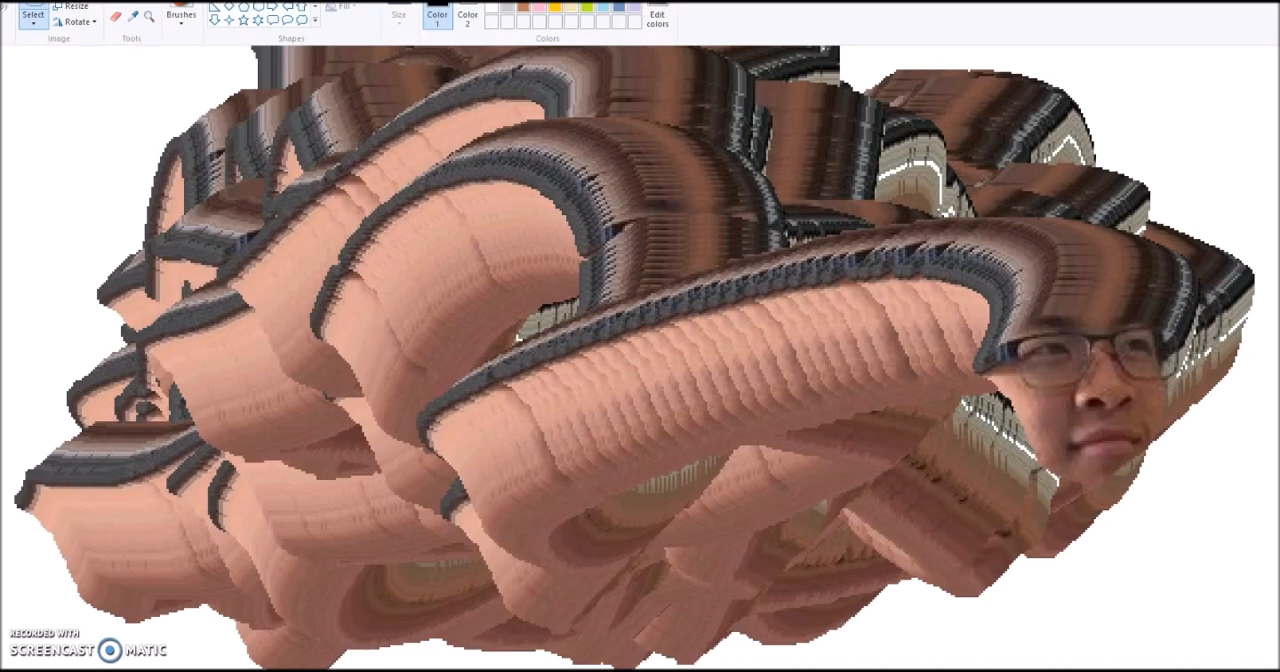 Resize
Select
Rotate
Brushes
Fill
Size
Color
1
Color
2
Edit
colors
Image
Tools
Shapes
Colors
RECORDED WITH
SCREENCAST MATIC